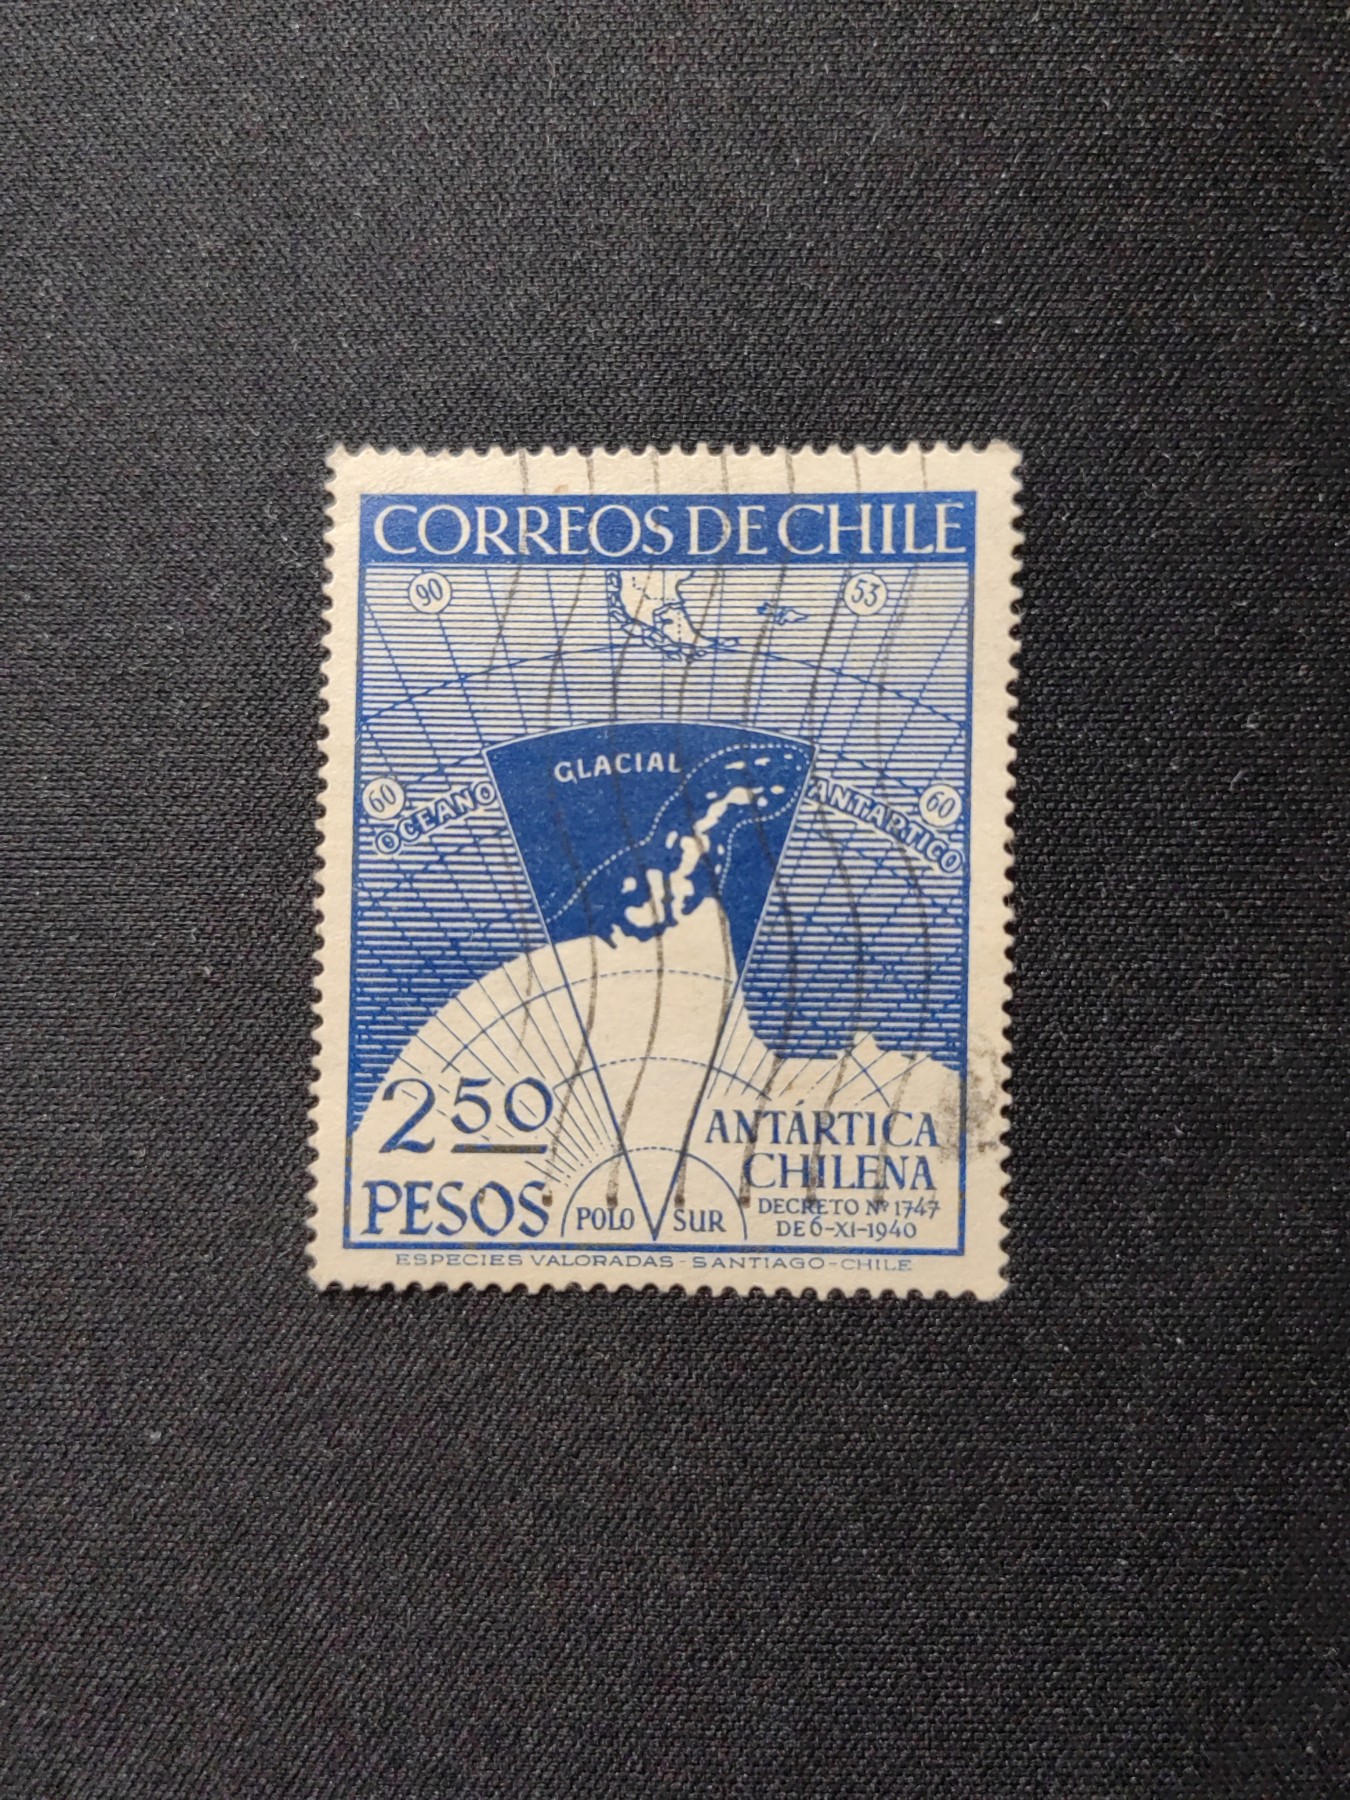 CORREOS DE CHILE
90 53
GLACIAL
60 OCEANO ANTARTICO 60
2 50
PESOS
ANTÁRTICA
CHILENA
DECRETO Nº 1747
DE 6-XI-1940
POLO SUR
ESPECIES VALORADAS - SANTIAGO - CHILE